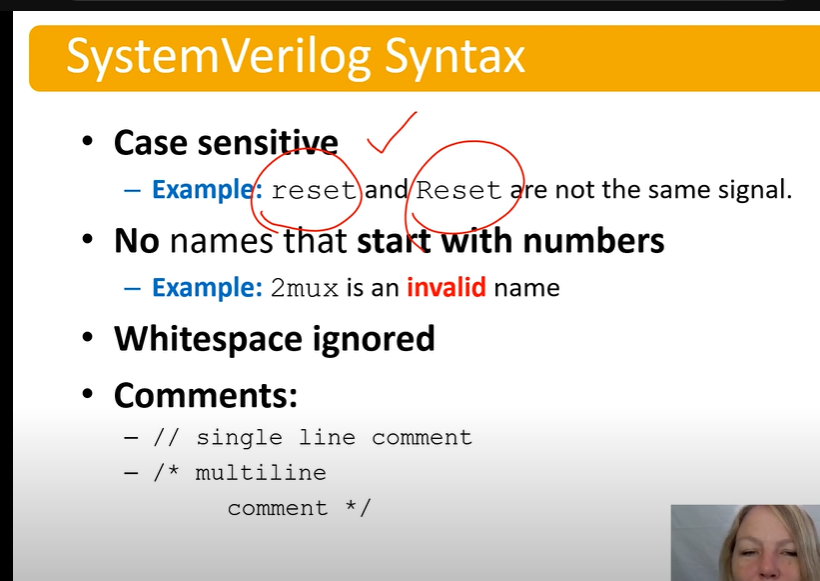 SystemVerilog Syntax
• Case sensitive
– Example: reset and Reset are not the same signal.
• No names that start with numbers
– Example: 2mux is an invalid name
• Whitespace ignored
• Comments:
– // single line comment
– /* multiline
comment */